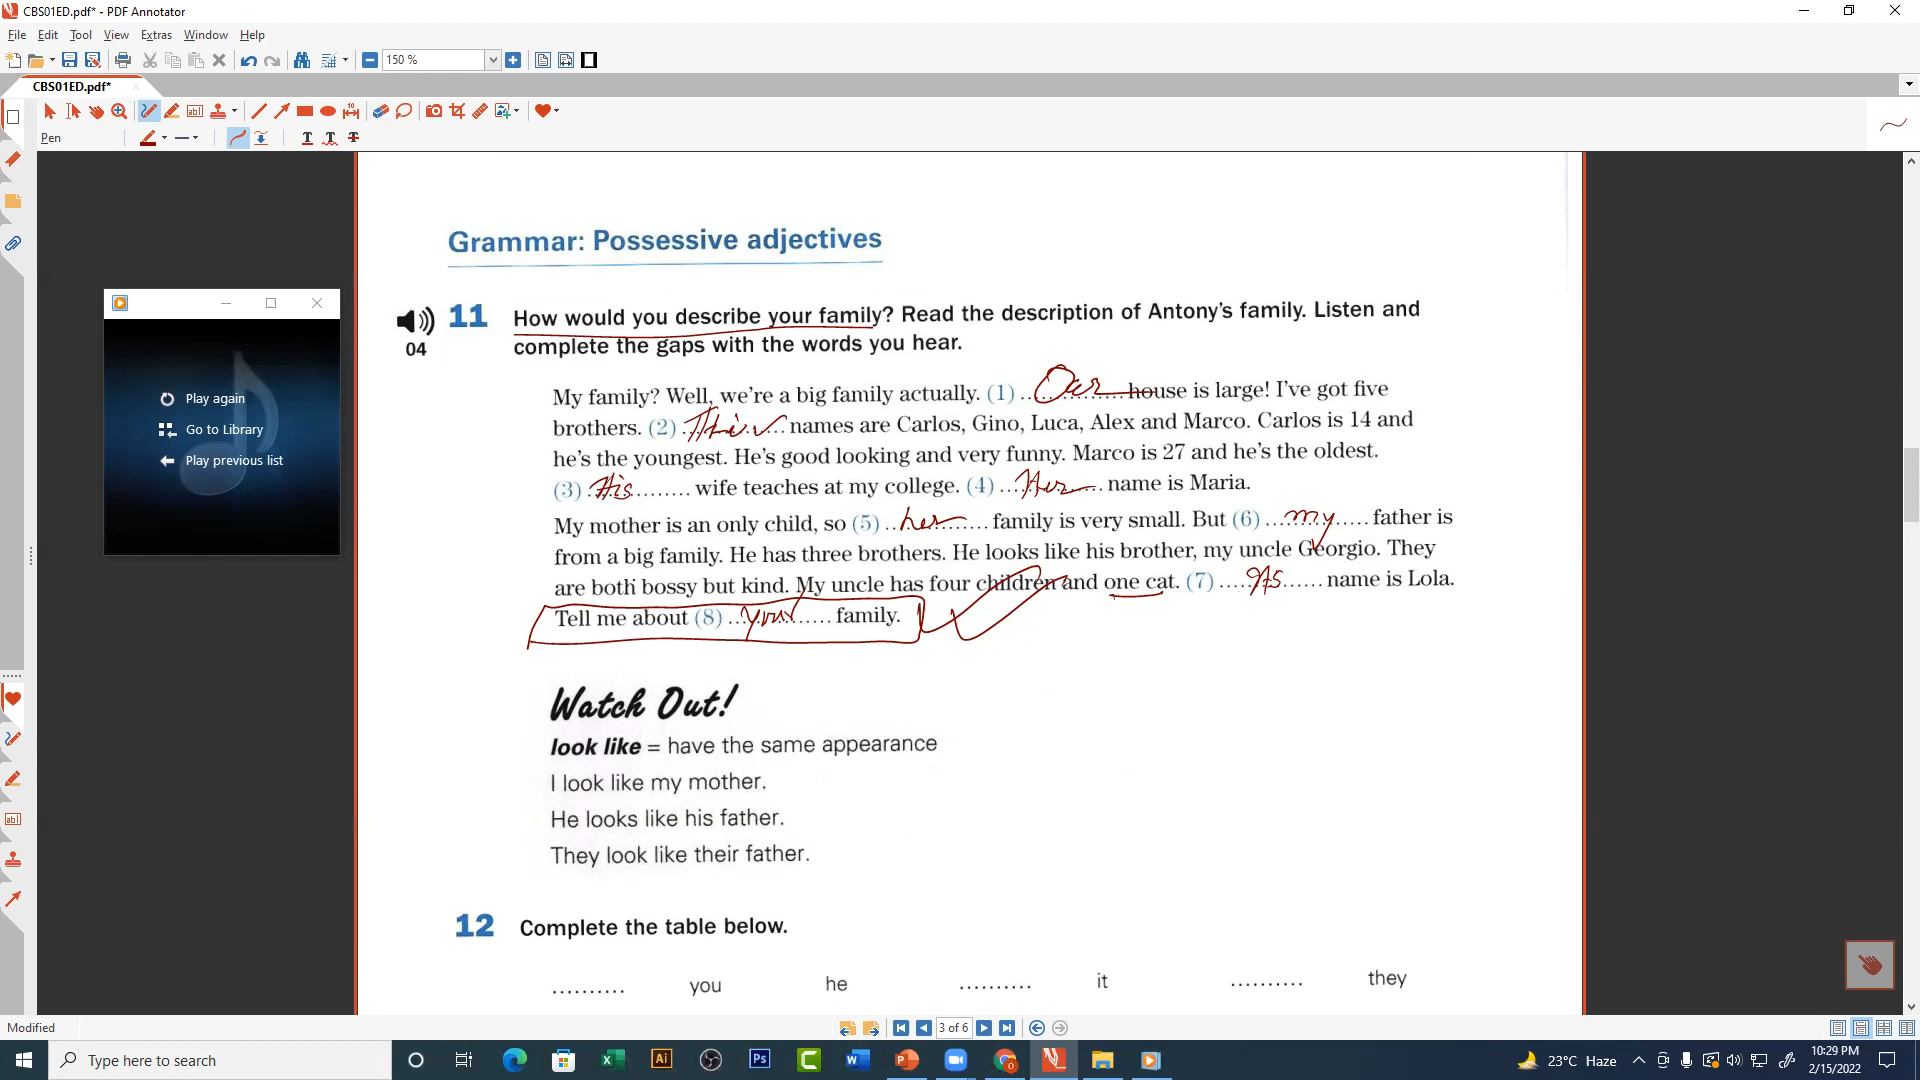 CBS01ED.pdf* - PDF Annotator
File Edit Tool View Extras Window Help
150 %
CBS01ED.pdf*
Pen
Grammar: Possessive adjectives
04
11 How would you describe your family? Read the description of Antony's family. Listen and
complete the gaps with the words you hear.
My family? Well, we're a big family actually. (1) Our house is large! I've got five
brothers. (2) names are Carlos, Gino, Luca, Alex and Marco. Carlos is 14 and
he's the youngest. He's good looking and very funny. Marco is 27 and he's the oldest.
(3) His wife teaches at my college. (4) Her name is Maria.
My mother is an only child, so (5) her family is very small. But (6) my father is
from a big family. He has three brothers. He looks like his brother, my uncle Georgio. They
are both bossy but kind. My uncle has four children and one cat. (7) Its name is Lola.
Tell me about (8) your family.
Play again
Go to Library
Play previous list
Watch Out!
look like = have the same appearance
I look like my mother.
He looks like his father.
They look like their father.
12 Complete the table below.
.......... you he .......... it .......... they
Modified
3 of 6
Type here to search
23°C Haze
10:29 PM
2/15/2022